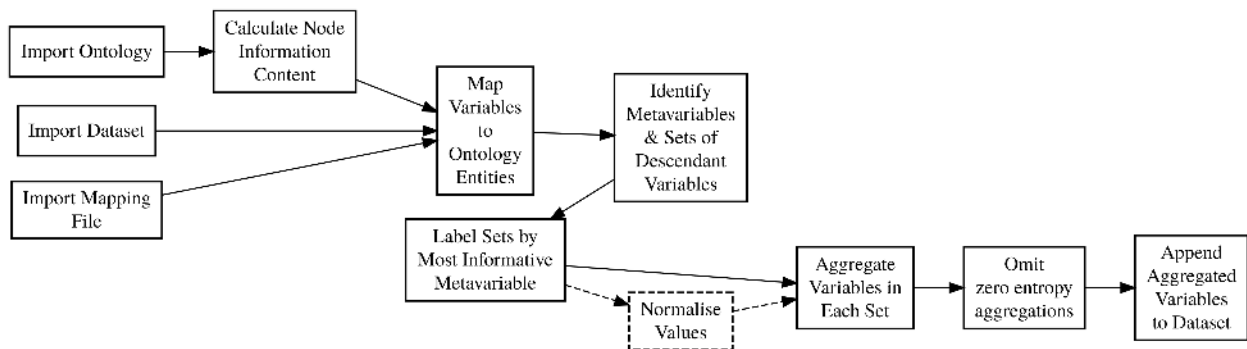 Import Ontology
Calculate Node
Information
Content
Import Dataset
Import Mapping
File
Map
Variables
to
Ontology
Entities
Identify
Metavariables
& Sets of
Descendant
Variables
Label Sets by
Most Informative
Metavariable
Normalise
Values
Aggregate
Variables in
Each Set
Omit
zero entropy
aggregations
Append
Aggregated
Variables
to Dataset